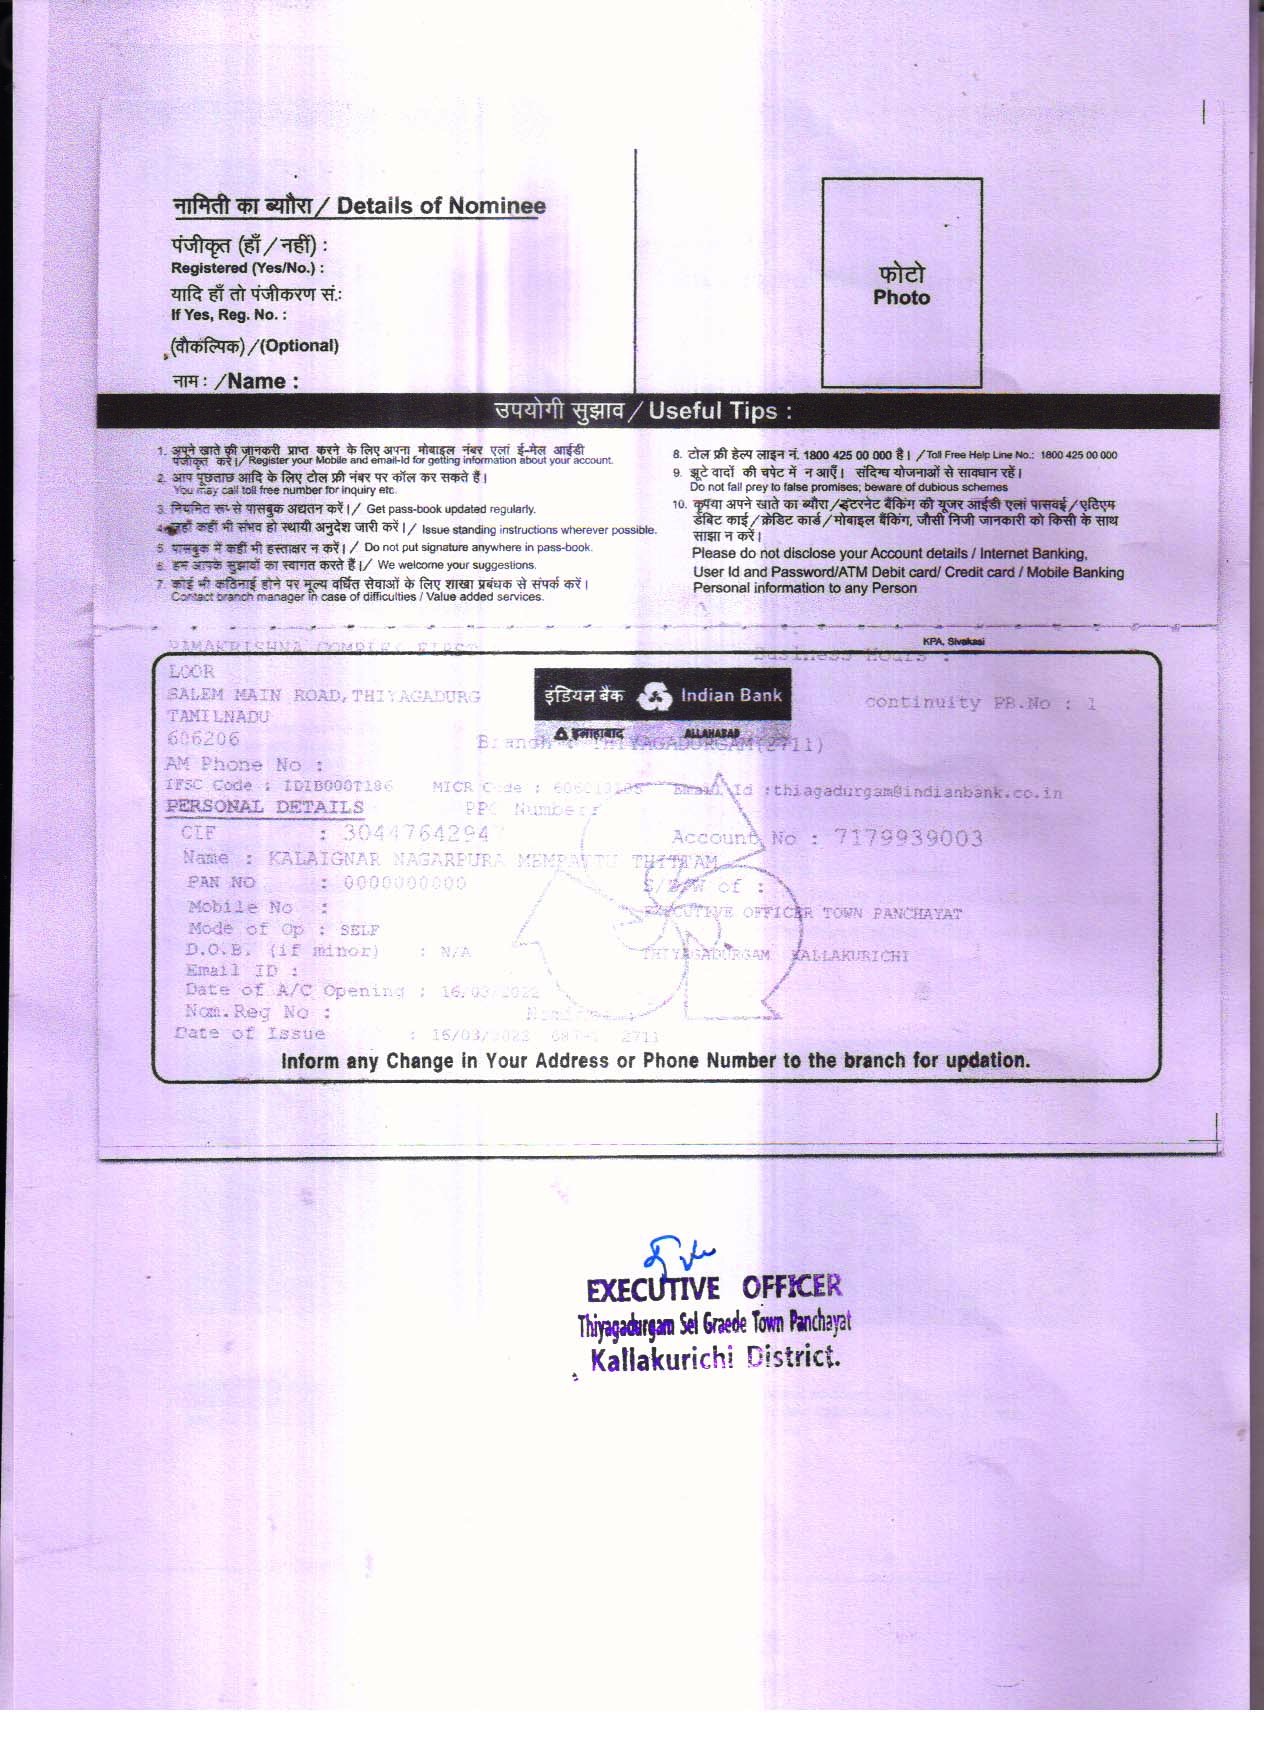 नामिती का ब्यौरा / Details of Nominee
पंजीकृत (हाँ / नहीं) :
Registered (Yes/No.) :
यादि हाँ तो पंजीकरण सं.:
If Yes, Reg. No. :
(वौकल्पिक) / (Optional)
नाम : / Name :
फोटो
Photo
उपयोगी सुझाव / Useful Tips :
1. अपने खाते की जानकरी प्राप्त करने के लिए अपना मोबाइल नंबर एलां ई-मेल आईडी
पंजीकृत करें। / Register your Mobile and email-Id for getting information about your account.
2. आप पूछताछ आदि के लिए टोल फ्री नंबर पर कॉल कर सकते हैं।
You may call toll free number for inquiry etc.
3. नियमित रूप से पासबुक अद्यतन करें। / Get pass-book updated regularly.
4. जहाँ कहीं भी संभव हो स्थायी अनुदेश जारी करें। / Issue standing instructions wherever possible.
5. पासबुक में कहीं भी हस्ताक्षर न करें। / Do not put signature anywhere in pass-book.
6. हम आपके सुझावों का स्वागत करते हैं। / We welcome your suggestions.
7. कोई भी कठिनाई होने पर मूल्य वर्धित सेवाओं के लिए शाखा प्रबंधक से संपर्क करें।
Contact branch manager in case of difficulties / Value added services.
8. टोल फ्री हेल्प लाइन नं. 1800 425 00 000 है। / Toll Free Help Line No.: 1800 425 00 000
9. झूटे वादों की चपेट में न आएँ। संदिग्ध योजनाओं से सावधान रहें।
Do not fall prey to false promises; beware of dubious schemes
10. कृपया अपने खाते का ब्यौरा / इंटरनेट बैंकिंग की यूजर आईडी एलां पासवर्ड / एटिएम
डेबिट कार्ड / क्रेडिट कार्ड / मोबाइल बैंकिंग, जैसी निजी जानकारी को किसी के साथ
साझा न करें।
Please do not disclose your Account details / Internet Banking,
User Id and Password/ATM Debit card/ Credit card / Mobile Banking
Personal information to any Person
KPA, Sivakasi
RAMAKRISHNA COMPLEX FIRST
Business Hours :
LOOR
SALEM MAIN ROAD, THIYAGADURG
TAMILNADU
606206
इंडियन बैंक Indian Bank
इलाहाबाद ALLAHABAD
continuity PB.No : 1
Branch : THIYAGADURGAM(2711)
AM Phone No :
IFSC Code : IDIB000T186 MICR Code : Email Id :thiagadurgam@indianbank.co.in
PERSONAL DETAILS PPO Numbers
CIF : 3044764294 Account No : 7179939003
Name : KALAIGNAR NAGARPURA MEMPATTU THITTAM
PAN NO : 0000000000 S/D/W of :
Mobile No : EXECUTIVE OFFICER TOWN PANCHAYAT
Mode of Op : SELF
D.O.B. (if minor) : N/A THIYAGADURGAM KALLAKURICHI
Email ID :
Date of A/C Opening : 16/03/2022
Nom.Reg No : Nominee :
Date of Issue : 16/03/2022 2711
Inform any Change in Your Address or Phone Number to the branch for updation.
EXECUTIVE OFFICER
Thiyagadurgam Sel Graede Town Panchayat
Kallakurichi District.